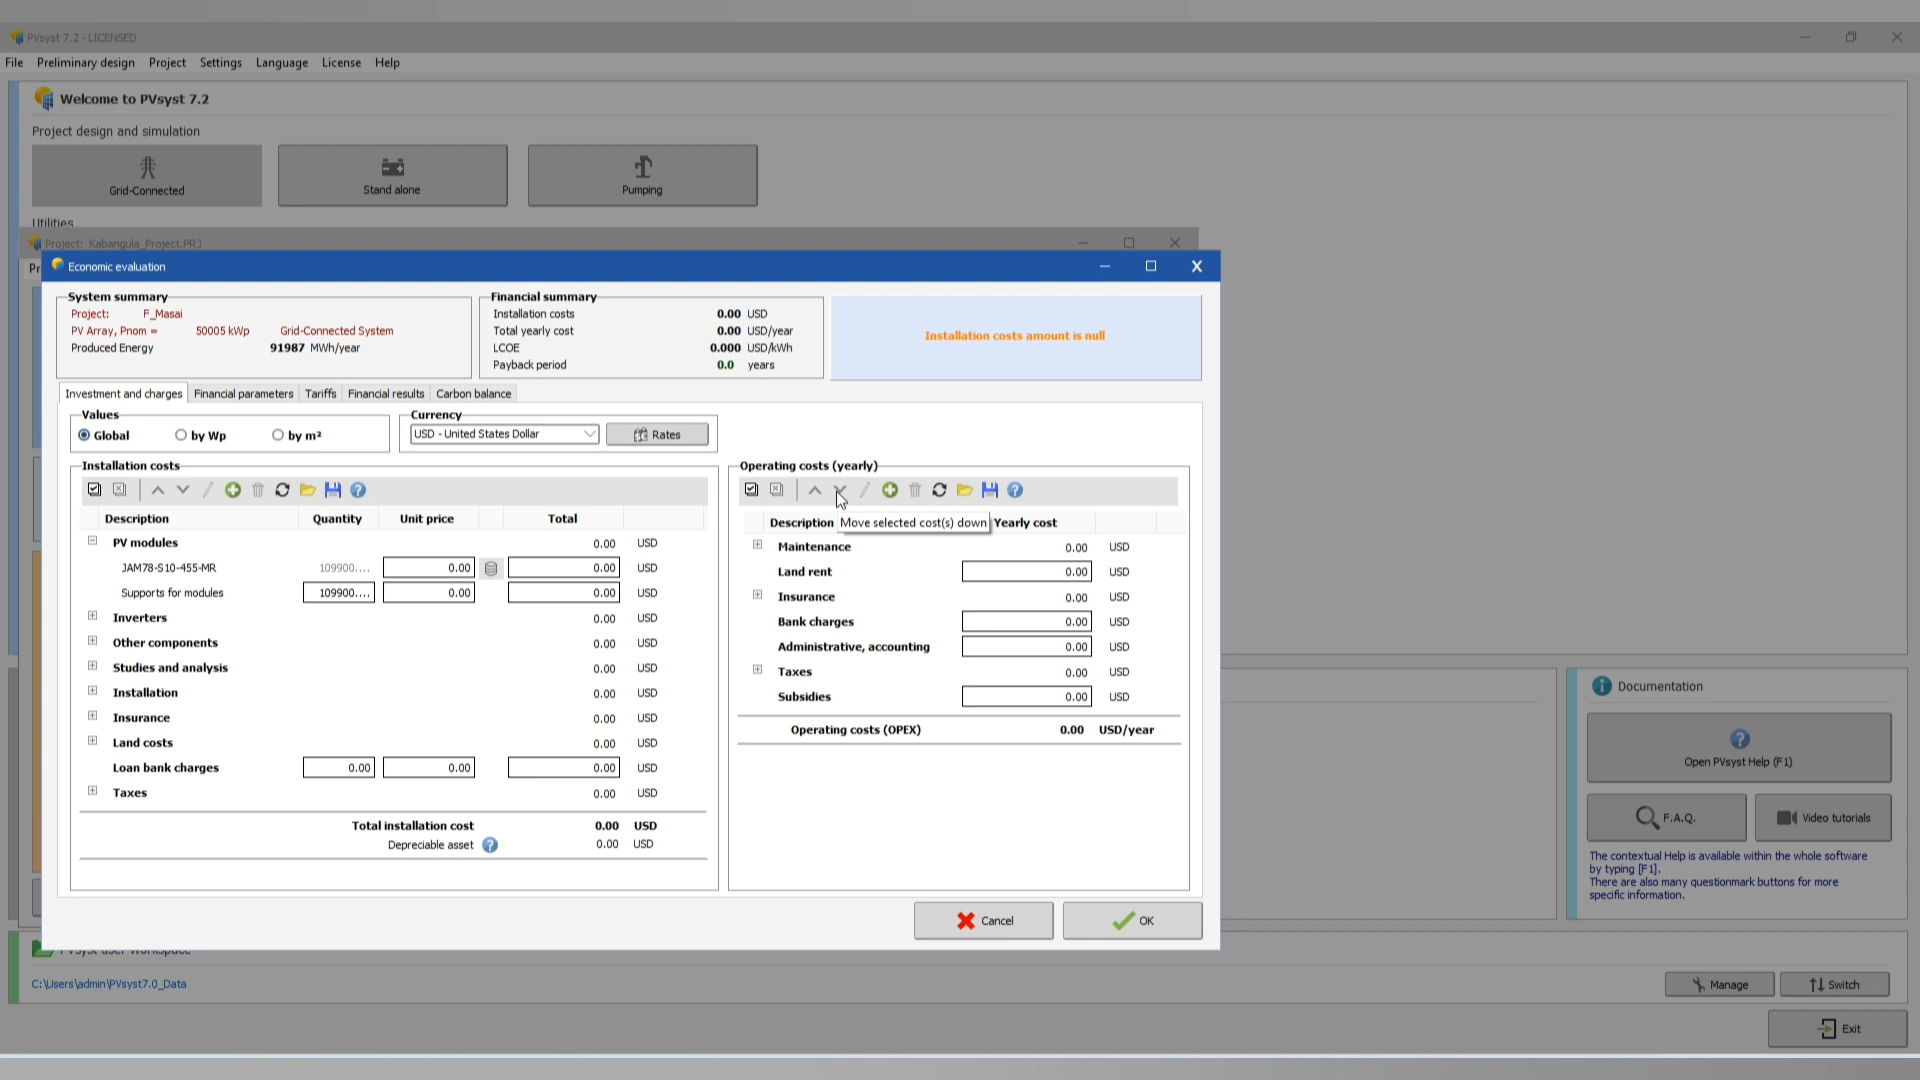 PVsyst 7.2 - LICENSED
File Preliminary design Project Settings Language License Help
Welcome to PVsyst 7.2
Project design and simulation
Grid-Connected
Stand alone
Pumping
Utilities
Project: Kabangula_Project.PRJ
Pr
Economic evaluation
System summary
Project: F_Masai
PV Array, Pnom = 50005 kWp Grid-Connected System
Produced Energy 91987 MWh/year
Financial summary
Installation costs 0.00 USD
Total yearly cost 0.00 USD/year
LCOE 0.000 USD/kWh
Payback period 0.0 years
Installation costs amount is null
Investment and charges Financial parameters Tariffs Financial results Carbon balance
Values
Global by Wp by m²
Currency
USD - United States Dollar Rates
Installation costs
Description Quantity Unit price Total
PV modules 0.00 USD
JAM78-S10-455-MR 109900.... 0.00 0.00 USD
Supports for modules 109900.... 0.00 0.00 USD
Inverters 0.00 USD
Other components 0.00 USD
Studies and analysis 0.00 USD
Installation 0.00 USD
Insurance 0.00 USD
Land costs 0.00 USD
Loan bank charges 0.00 0.00 0.00 USD
Taxes 0.00 USD
Total installation cost 0.00 USD
Depreciable asset 0.00 USD
Operating costs (yearly)
Description Move selected cost(s) down Yearly cost
Maintenance 0.00 USD
Land rent 0.00 USD
Insurance 0.00 USD
Bank charges 0.00 USD
Administrative, accounting 0.00 USD
Taxes 0.00 USD
Subsidies 0.00 USD
Operating costs (OPEX) 0.00 USD/year
Cancel
OK
Documentation
Open PVsyst Help (F1)
F.A.Q.
Video tutorials
The contextual Help is available within the whole software
by typing [F1].
There are also many questionmark buttons for more
specific information.
PVsyst user workspace
C:\Users\admin\PVsyst7.0_Data
Manage
Switch
Exit